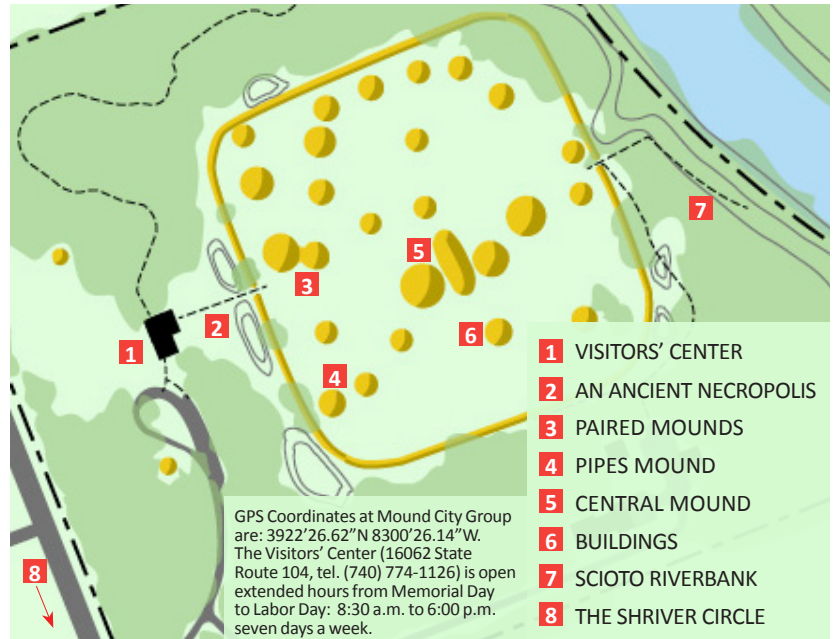 7
5
3
2
1
6
4
8
1 VISITORS' CENTER
2 AN ANCIENT NECROPOLIS
3 PAIRED MOUNDS
4 PIPES MOUND
5 CENTRAL MOUND
6 BUILDINGS
7 SCIOTO RIVERBANK
8 THE SHRIVER CIRCLE
GPS Coordinates at Mound City Group
are: 3922’26.62”N 8300’26.14”W.
The Visitors’ Center (16062 State
Route 104, tel. (740) 774-1126) is open
extended hours from Memorial Day
to Labor Day: 8:30 a.m. to 6:00 p.m.
seven days a week.